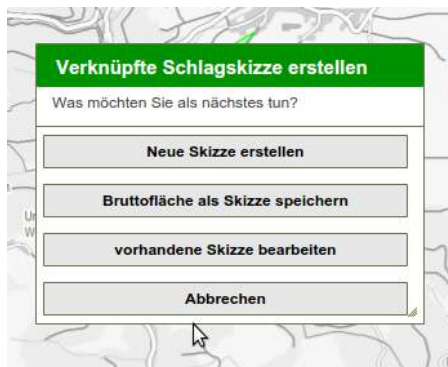 Verknüpfte Schlagskizze erstellen
Was möchten Sie als nächstes tun?
Neue Skizze erstellen
Bruttofläche als Skizze speichern
vorhandene Skizze bearbeiten
Abbrechen